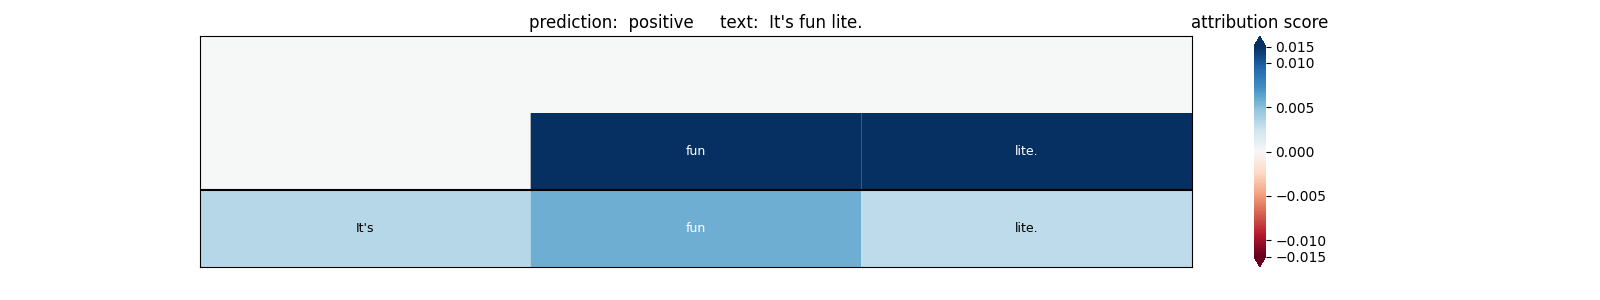 prediction:  positive     text:  It's fun lite.
attribution score
0.015
0.010
0.005
0.000
−0.005
−0.010
−0.015
fun lite.
It's fun lite.